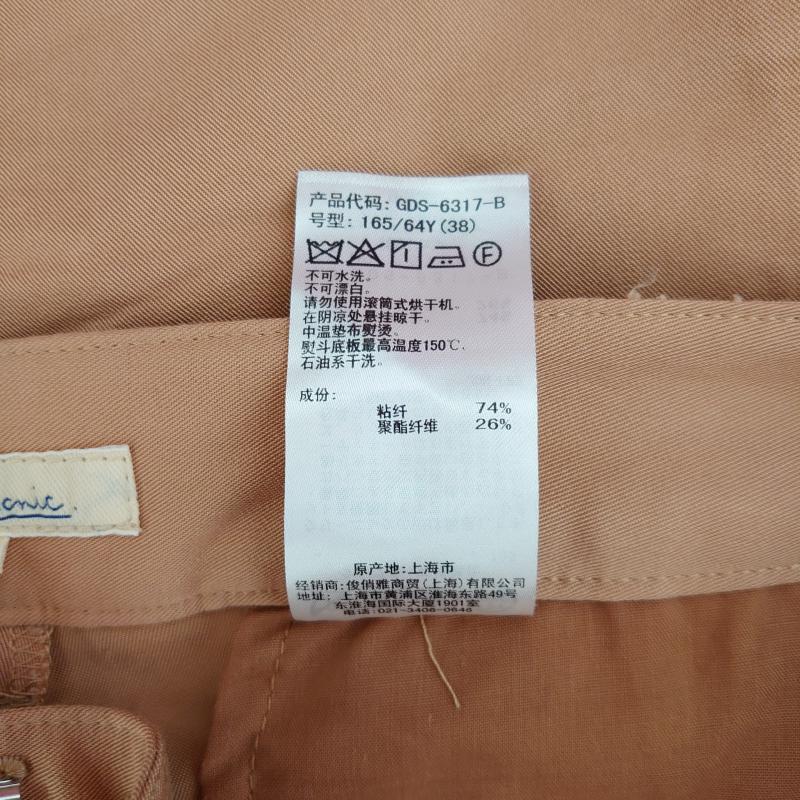 产品代码: GDS-6317-B
号型: 165/64Y(38)
F
不可水洗。
不可漂白。
请勿使用滚筒式烘干机。
在阴凉处悬挂晾干。
中温垫布熨烫。
熨斗底板最高温度150℃.
石油系干洗。
成份:
粘纤 74%
聚酯纤维 26%
原产地:上海市
经销商:俊俏雅商贸(上海)有限公司
地址: 上海市黄浦区淮海东路49号
东淮海国际大厦1901室
电话:021-3406-0646